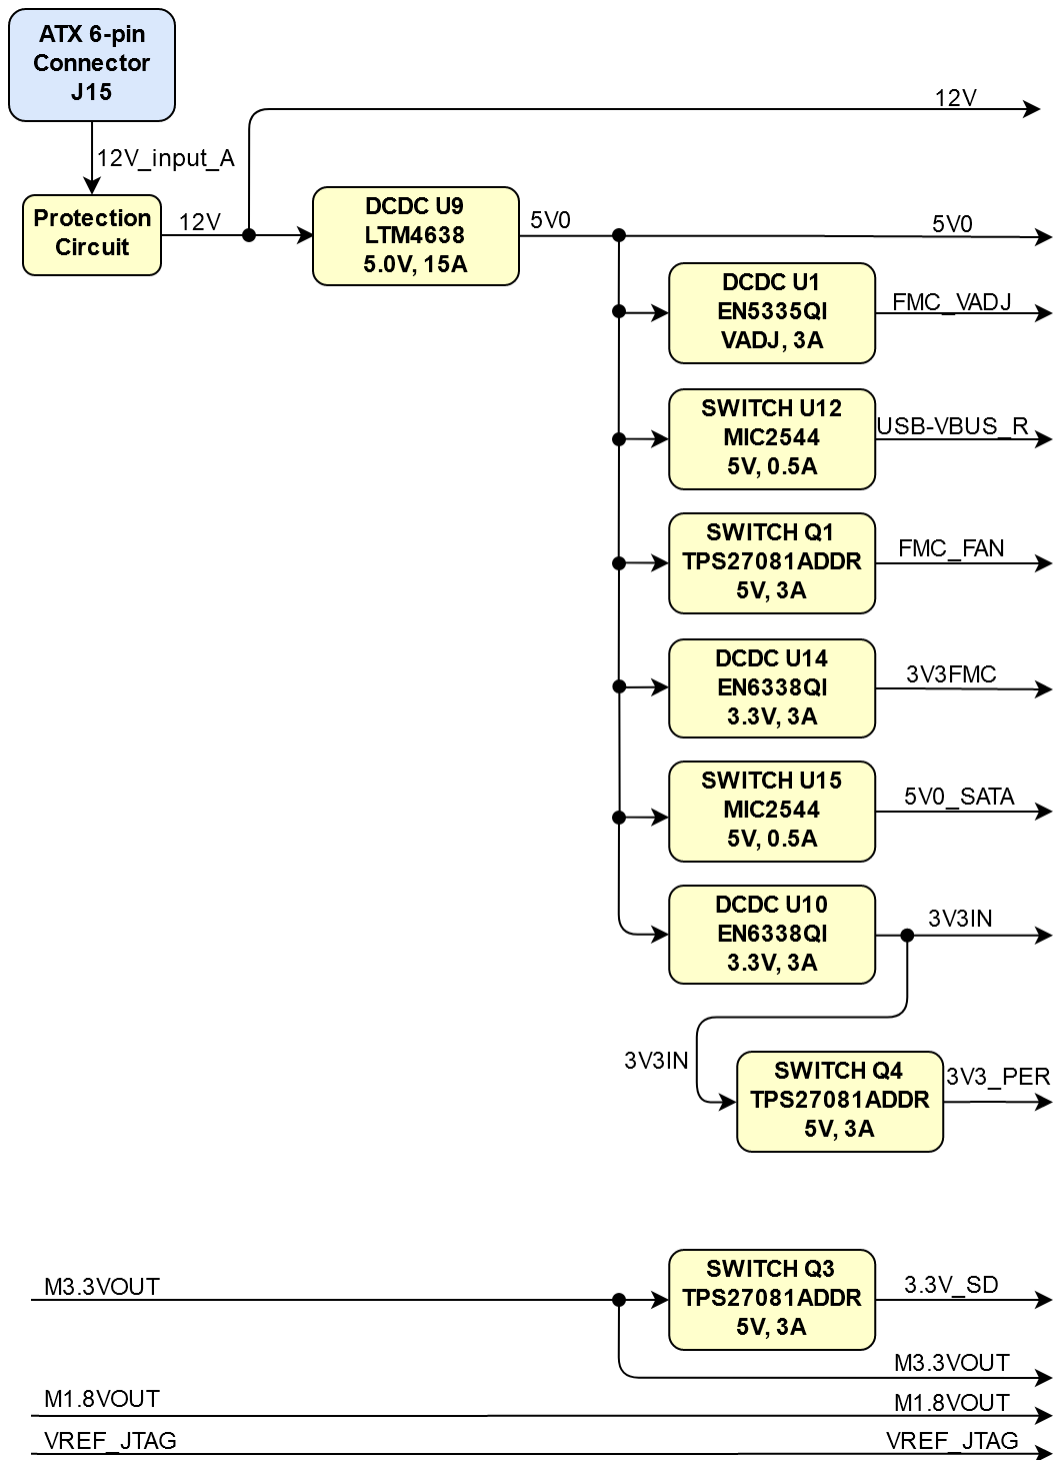 ATX 6-pin
Connector
J15
12V
12V_input_A
Protection
Circuit
12V
DCDC U9
LTM4638
5.0V, 15A
5V0
5V0
DCDC U1
EN5335QI
VADJ, 3A
FMC_VADJ
SWITCH U12
MIC2544
5V, 0.5A
USB-VBUS_R
SWITCH Q1
TPS27081ADDR
5V, 3A
FMC_FAN
DCDC U14
EN6338QI
3.3V, 3A
3V3FMC
SWITCH U15
MIC2544
5V, 0.5A
5V0_SATA
DCDC U10
EN6338QI
3.3V, 3A
3V3IN
3V3IN
SWITCH Q4
TPS27081ADDR
5V, 3A
3V3_PER
M3.3VOUT
SWITCH Q3
TPS27081ADDR
5V, 3A
3.3V_SD
M3.3VOUT
M1.8VOUT
M1.8VOUT
VREF_JTAG
VREF_JTAG